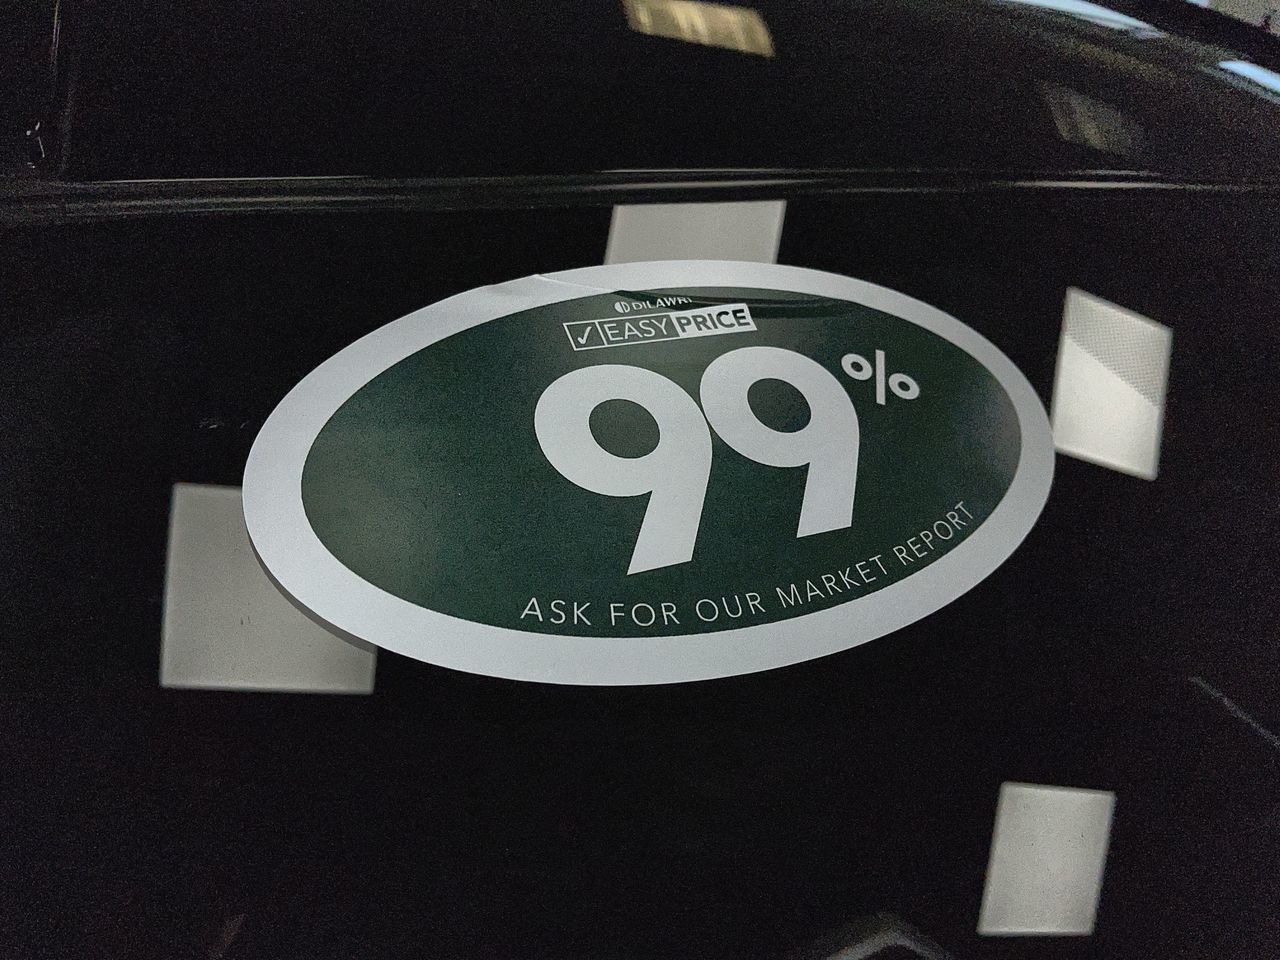 DILAWRI
✓ EASY PRICE
99%
ASK FOR OUR MARKET REPORT